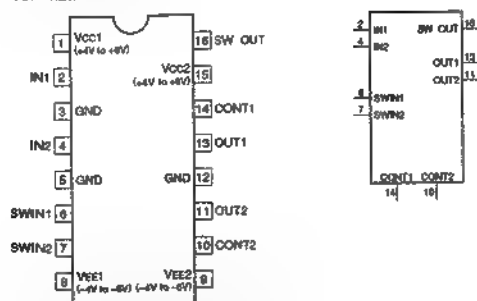 1 VCC1 16 SW OUT
(+4V to +6V)
IN1 2 VCC2 15
(+4V to +6V)
3 GND 14 CONT1
IN2 4 13 OUT1
5 GND GND 12
SWIN1 6 11 OUT2
SWIN2 7 10 CONT2
8 VEE1 VEE2 9
(-4V to -6V) (-4V to -6V)
2 IN1 SW OUT 16
4 IN2
OUT1 13
OUT2 11
6 SWIN1
7 SWIN2
CONT1 CONT2
14 10